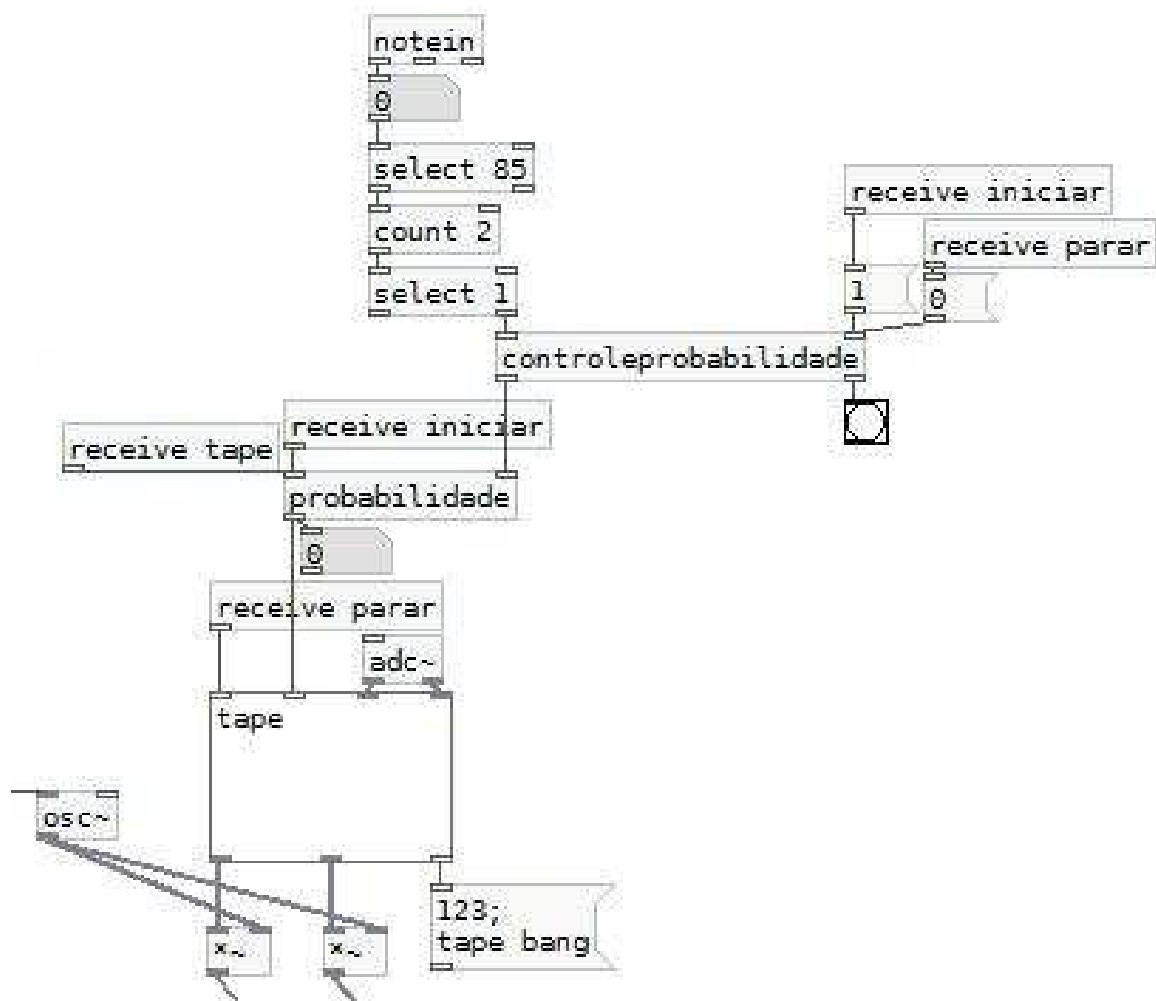 notein
0
select 85
count 2
select 1
receive iniciar
receive parar
1
0
controleprobabilidade
receive iniciar
receive tape
probabilidade
0
receive parar
adc~
tape
osc~
123;
tape bang
*~
*~